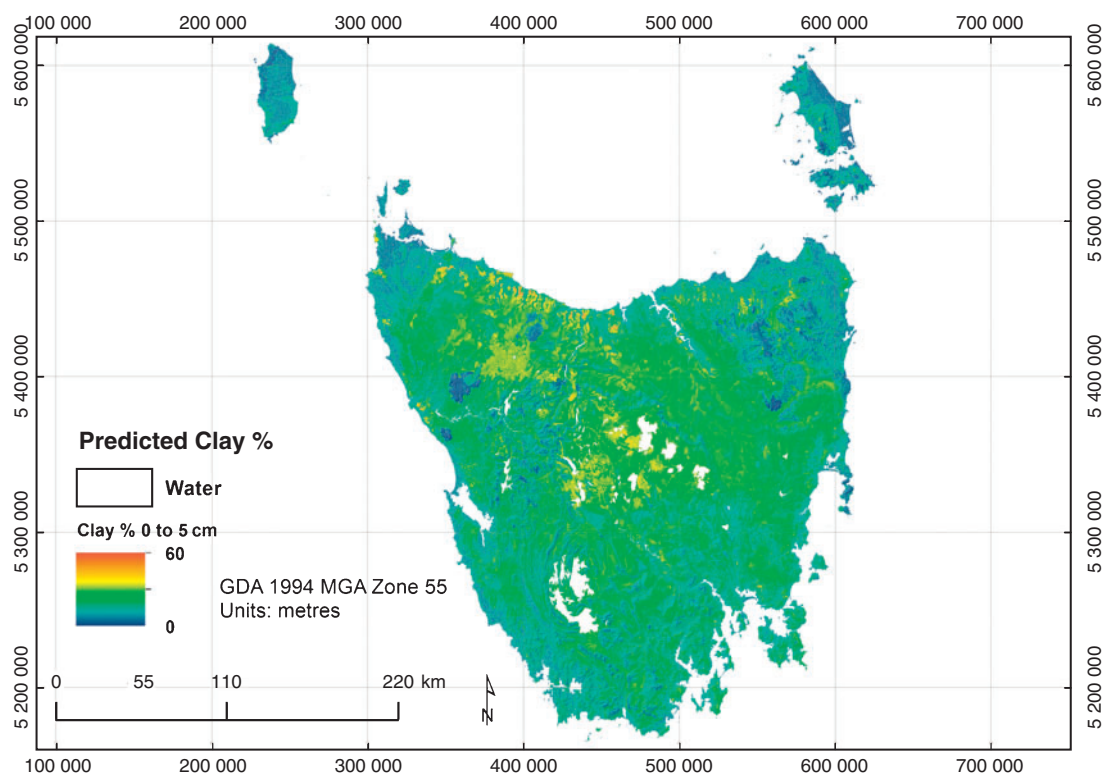 100 000 200 000 300 000 400 000 500 000 600 000 700 000
5 600 000
5 500 000
5 400 000
5 300 000
5 200 000
5 600 000
5 500 000
5 400 000
5 300 000
5 200 000
Predicted Clay %
Water
Clay % 0 to 5 cm
60
0
GDA 1994 MGA Zone 55
Units: metres
0 55 110 220 km
N
100 000 200 000 300 000 400 000 500 000 600 000 700 000